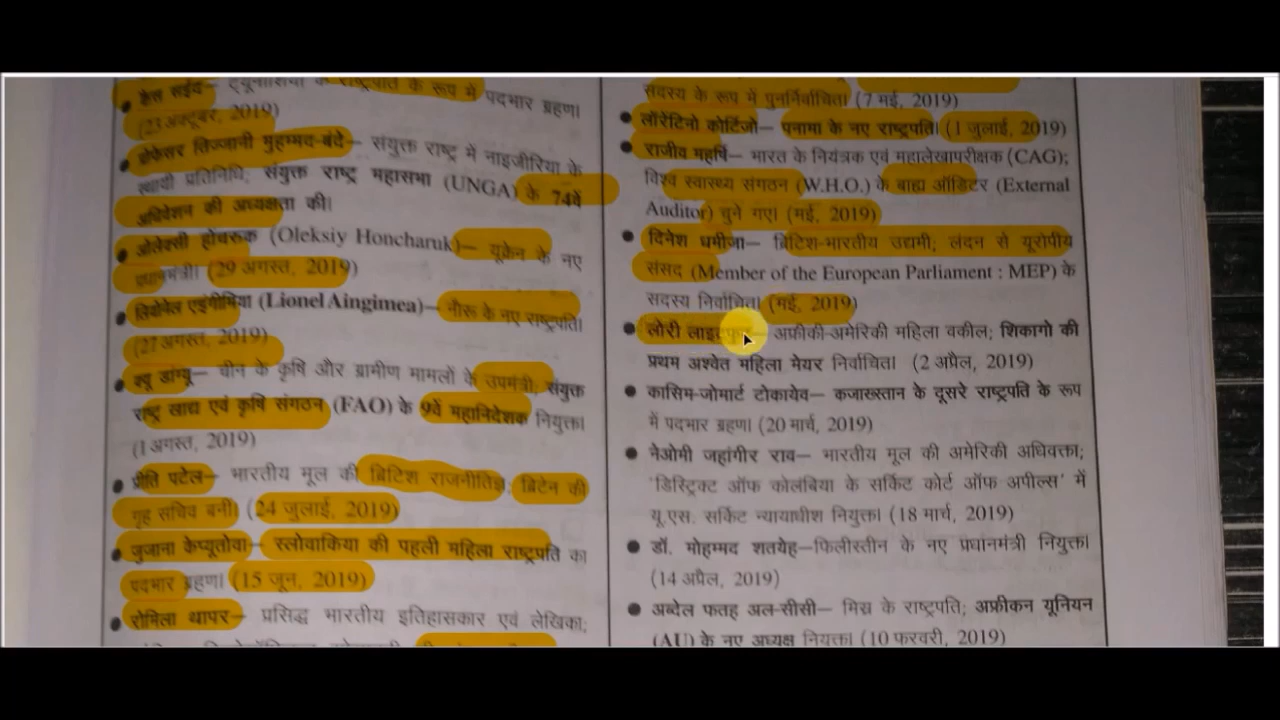 सईद– ट्यूनीशिया के राष्ट्रपति के रूप में पदभार ग्रहण।
(23 अक्टूबर, 2019)
प्रोफेसर तिज्जानी मुहम्मद-बंदे– संयुक्त राष्ट्र में नाइजीरिया के
स्थायी प्रतिनिधि; संयुक्त राष्ट्र महासभा (UNGA) के 74वें
अधिवेशन की अध्यक्षता की।
ओलेक्सी होंचरुक (Oleksiy Honcharuk)– यूक्रेन के नए
प्रधानमंत्री। (29 अगस्त, 2019)
लियोनेल एइंगीमिया (Lionel Aingimea)– नौरू के नए राष्ट्रपति।
(27 अगस्त, 2019)
क्यू डांग्यू– चीन के कृषि और ग्रामीण मामलों के उपमंत्री; संयुक्त
राष्ट्र खाद्य एवं कृषि संगठन (FAO) के 9वें महानिदेशक नियुक्त।
(1 अगस्त, 2019)
प्रीति पटेल– भारतीय मूल की ब्रिटिश राजनीतिज्ञ; ब्रिटेन की
गृह सचिव बनीं। (24 जुलाई, 2019)
जुजाना केप्यूतोवा– स्लोवाकिया की पहली महिला राष्ट्रपति का
पदभार ग्रहण। (15 जून, 2019)
रोमिला थापर– प्रसिद्ध भारतीय इतिहासकार एवं लेखिका;
सदस्य के रूप में पुनर्निर्वाचित। (7 मई, 2019)
लॉरेंटिनो कोर्टिजो– पनामा के नए राष्ट्रपति। (1 जुलाई, 2019)
राजीव महर्षि– भारत के नियंत्रक एवं महालेखापरीक्षक (CAG);
विश्व स्वास्थ्य संगठन (W.H.O.) के बाह्य ऑडिटर (External
Auditor) चुने गए। (मई, 2019)
दिनेश धमीजा– ब्रिटिश-भारतीय उद्यमी; लंदन से यूरोपीय
संसद (Member of the European Parliament : MEP) के
सदस्य निर्वाचित। (मई, 2019)
लोरी लाइटफुट– अफ्रीकी-अमेरिकी महिला वकील; शिकागो की
प्रथम अश्वेत महिला मेयर निर्वाचित। (2 अप्रैल, 2019)
कासिम-जोमार्ट टोकायेव– कजाख्स्तान के दूसरे राष्ट्रपति के रूप
में पदभार ग्रहण। (20 मार्च, 2019)
नेओमी जहांगीर राव– भारतीय मूल की अमेरिकी अधिवक्ता;
'डिस्ट्रिक्ट ऑफ कोलंबिया के सर्किट कोर्ट ऑफ अपील्स' में
यू.एस. सर्किट न्यायाधीश नियुक्त। (18 मार्च, 2019)
डॉ. मोहम्मद शतयेह–फिलीस्तीन के नए प्रधानमंत्री नियुक्त।
(14 अप्रैल, 2019)
अब्देल फतह अल-सीसी– मिस्र के राष्ट्रपति; अफ्रीकन यूनियन
(AU) के नए अध्यक्ष नियुक्त। (10 फरवरी, 2019)